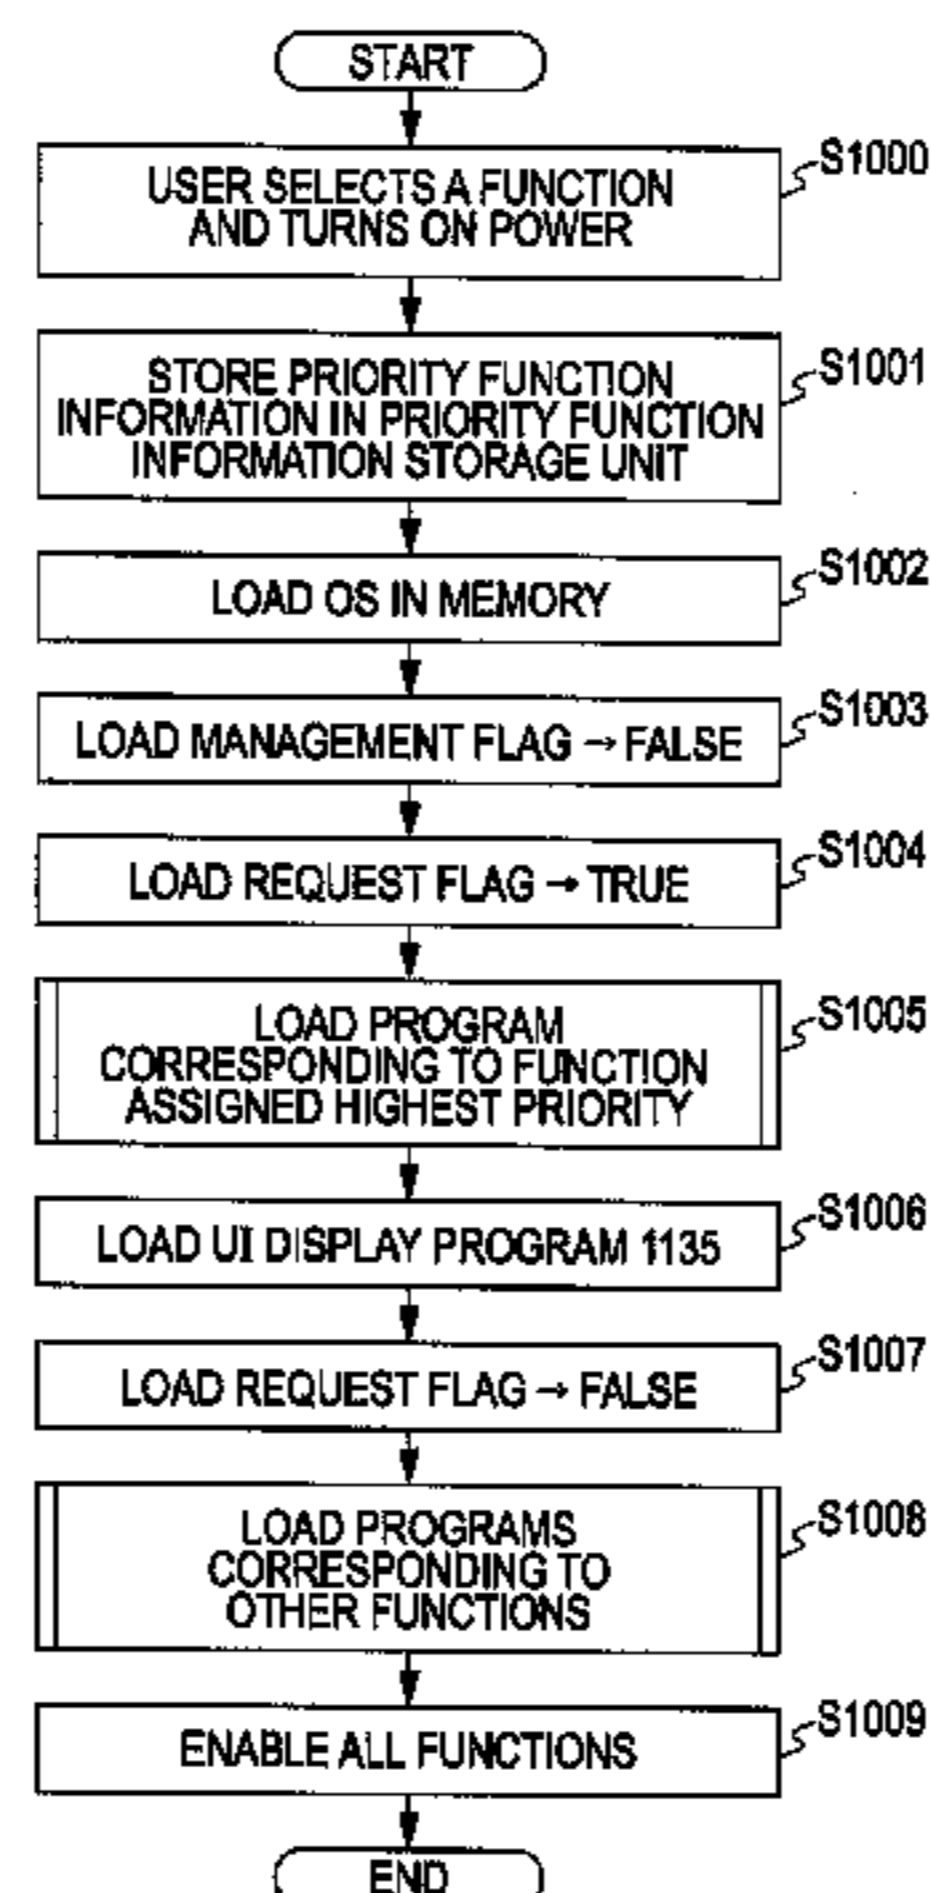 START
USER SELECTS A FUNCTION
AND TURNS ON POWER
S1000
STORE PRIORITY FUNCTION
INFORMATION IN PRIORITY FUNCTION
INFORMATION STORAGE UNIT
S1001
LOAD OS IN MEMORY
S1002
LOAD MANAGEMENT FLAG → FALSE
S1003
LOAD REQUEST FLAG → TRUE
S1004
LOAD PROGRAM
CORRESPONDING TO FUNCTION
ASSIGNED HIGHEST PRIORITY
S1005
LOAD UI DISPLAY PROGRAM 1135
S1006
LOAD REQUEST FLAG → FALSE
S1007
LOAD PROGRAMS
CORRESPONDING TO
OTHER FUNCTIONS
S1008
ENABLE ALL FUNCTIONS
S1009
END